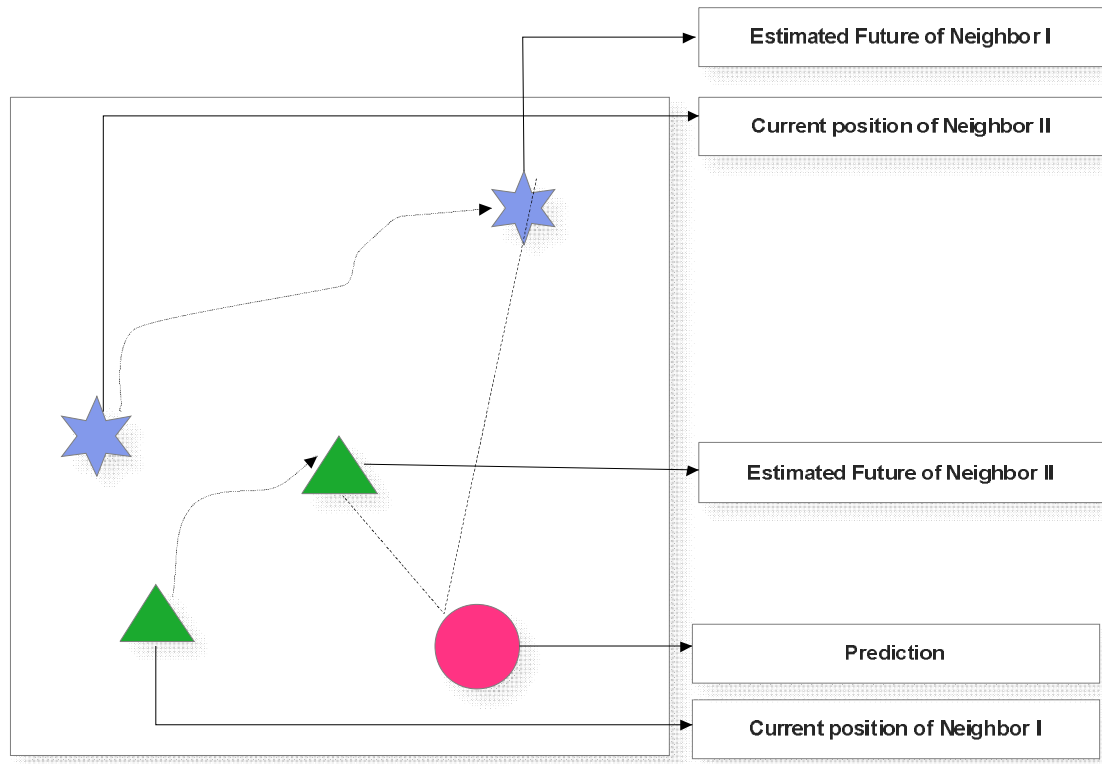 Estimated Future of Neighbor I
Current position of Neighbor II
Estimated Future of Neighbor II
Prediction
Current position of Neighbor I